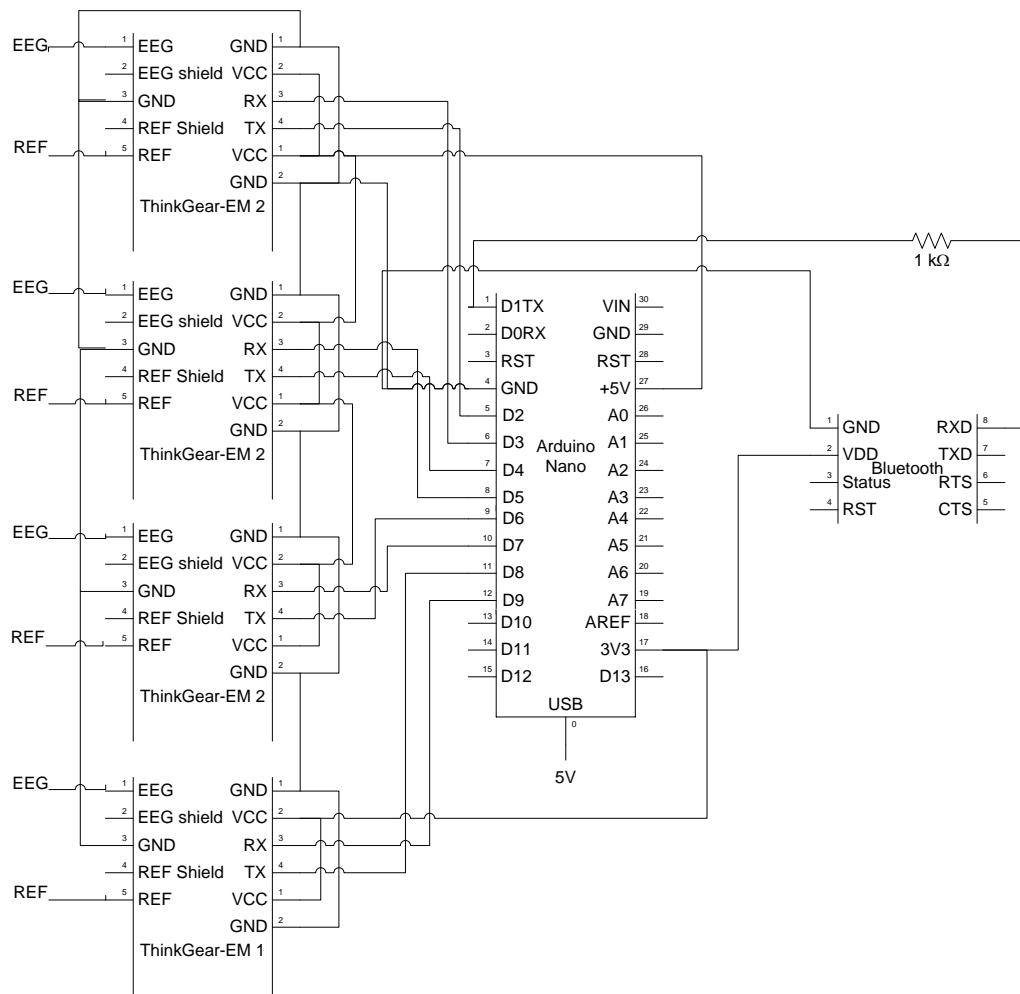 EEG
REF
1 EEG GND 1
2 EEG shield VCC 2
3 GND RX 3
4 REF Shield TX 4
5 REF VCC 1
GND 2
ThinkGear-EM 2
EEG
REF
1 EEG GND 1
2 EEG shield VCC 2
3 GND RX 3
4 REF Shield TX 4
5 REF VCC 1
GND 2
ThinkGear-EM 2
EEG
REF
1 EEG GND 1
2 EEG shield VCC 2
3 GND RX 3
4 REF Shield TX 4
5 REF VCC 1
GND 2
ThinkGear-EM 2
EEG
REF
1 EEG GND 1
2 EEG shield VCC 2
3 GND RX 3
4 REF Shield TX 4
5 REF VCC 1
GND 2
ThinkGear-EM 1
1 D1TX VIN 30
2 D0RX GND 29
3 RST RST 28
4 GND +5V 27
5 D2 A0 26
6 D3 A1 25
7 D4 A2 24
8 D5 A3 23
9 D6 A4 22
10 D7 A5 21
11 D8 A6 20
12 D9 A7 19
13 D10 AREF 18
14 D11 3V3 17
15 D12 D13 16
Arduino
Nano
USB
0
5V
1 kΩ
1 GND RXD 8
2 VDD TXD 7
3 Status RTS 6
4 RST CTS 5
Bluetooth